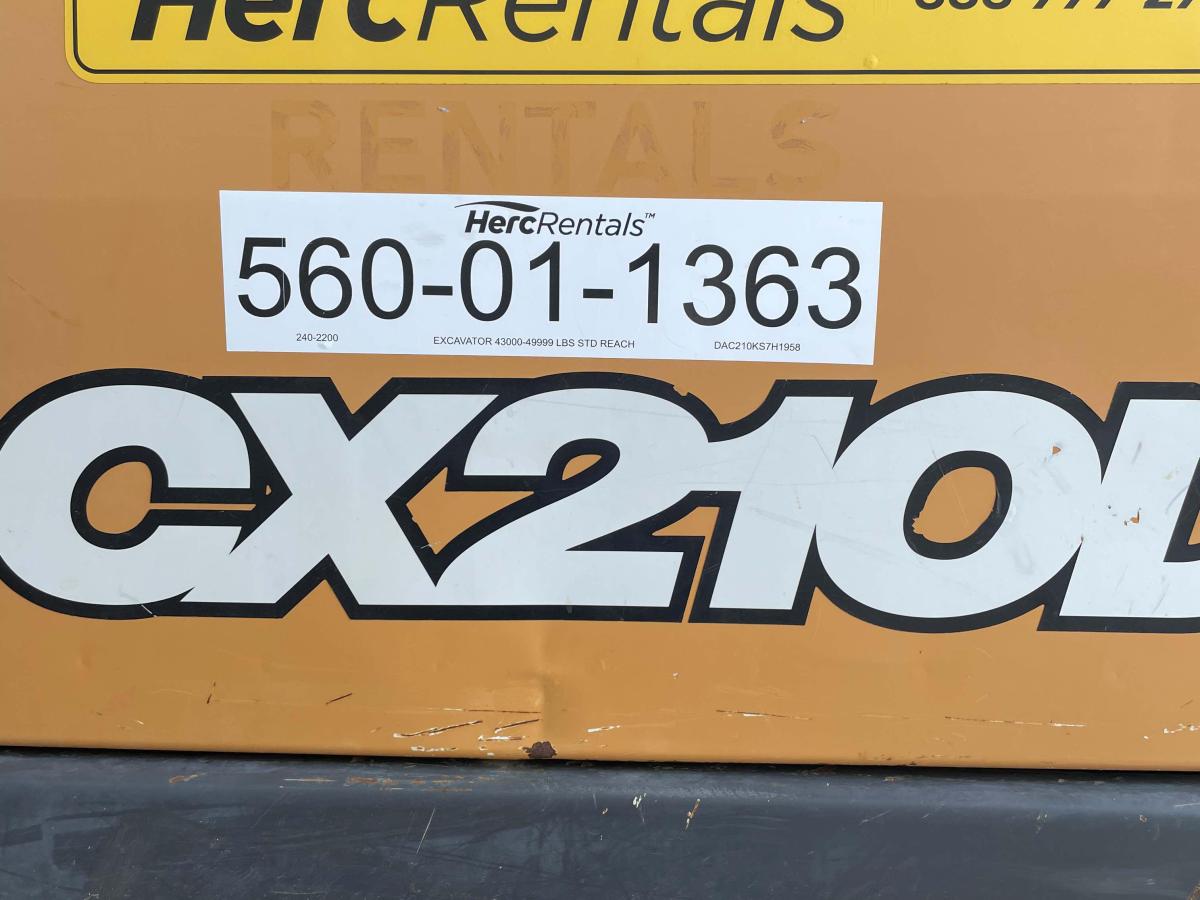 HercRentals
RENTALS
HercRentals™
560-01-1363
240-2200 EXCAVATOR 43000-49999 LBS STD REACH DAC210KS7H1958
CX210